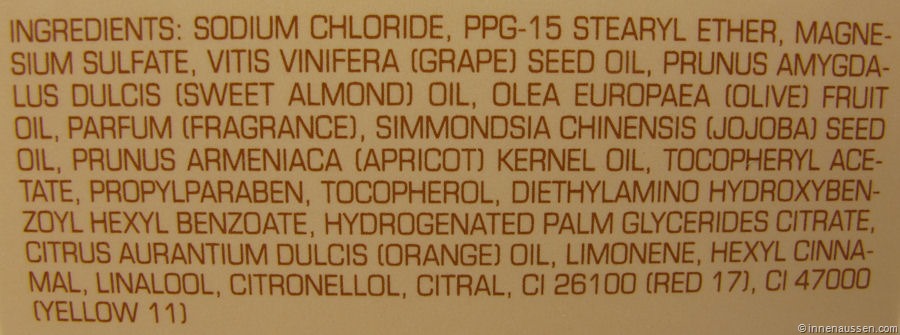 INGREDIENTS: SODIUM CHLORIDE, PPG-15 STEARYL ETHER, MAGNE-
SIUM SULFATE, VITIS VINIFERA (GRAPE) SEED OIL, PRUNUS AMYGDA-
LUS DULCIS (SWEET ALMOND) OIL, OLEA EUROPAEA (OLIVE) FRUIT
OIL, PARFUM (FRAGRANCE), SIMMONDSIA CHINENSIS (JOJOBA) SEED
OIL, PRUNUS ARMENIACA (APRICOT) KERNEL OIL, TOCOPHERYL ACE-
TATE, PROPYLPARABEN, TOCOPHEROL, DIETHYLAMINO HYDROXYBEN-
ZOYL HEXYL BENZOATE, HYDROGENATED PALM GLYCERIDES CITRATE,
CITRUS AURANTIUM DULCIS (ORANGE) OIL, LIMONENE, HEXYL CINNA-
MAL, LINALOOL, CITRONELLOL, CITRAL, CI 26100 (RED 17), CI 47000
(YELLOW 11)
© innenaussen.com